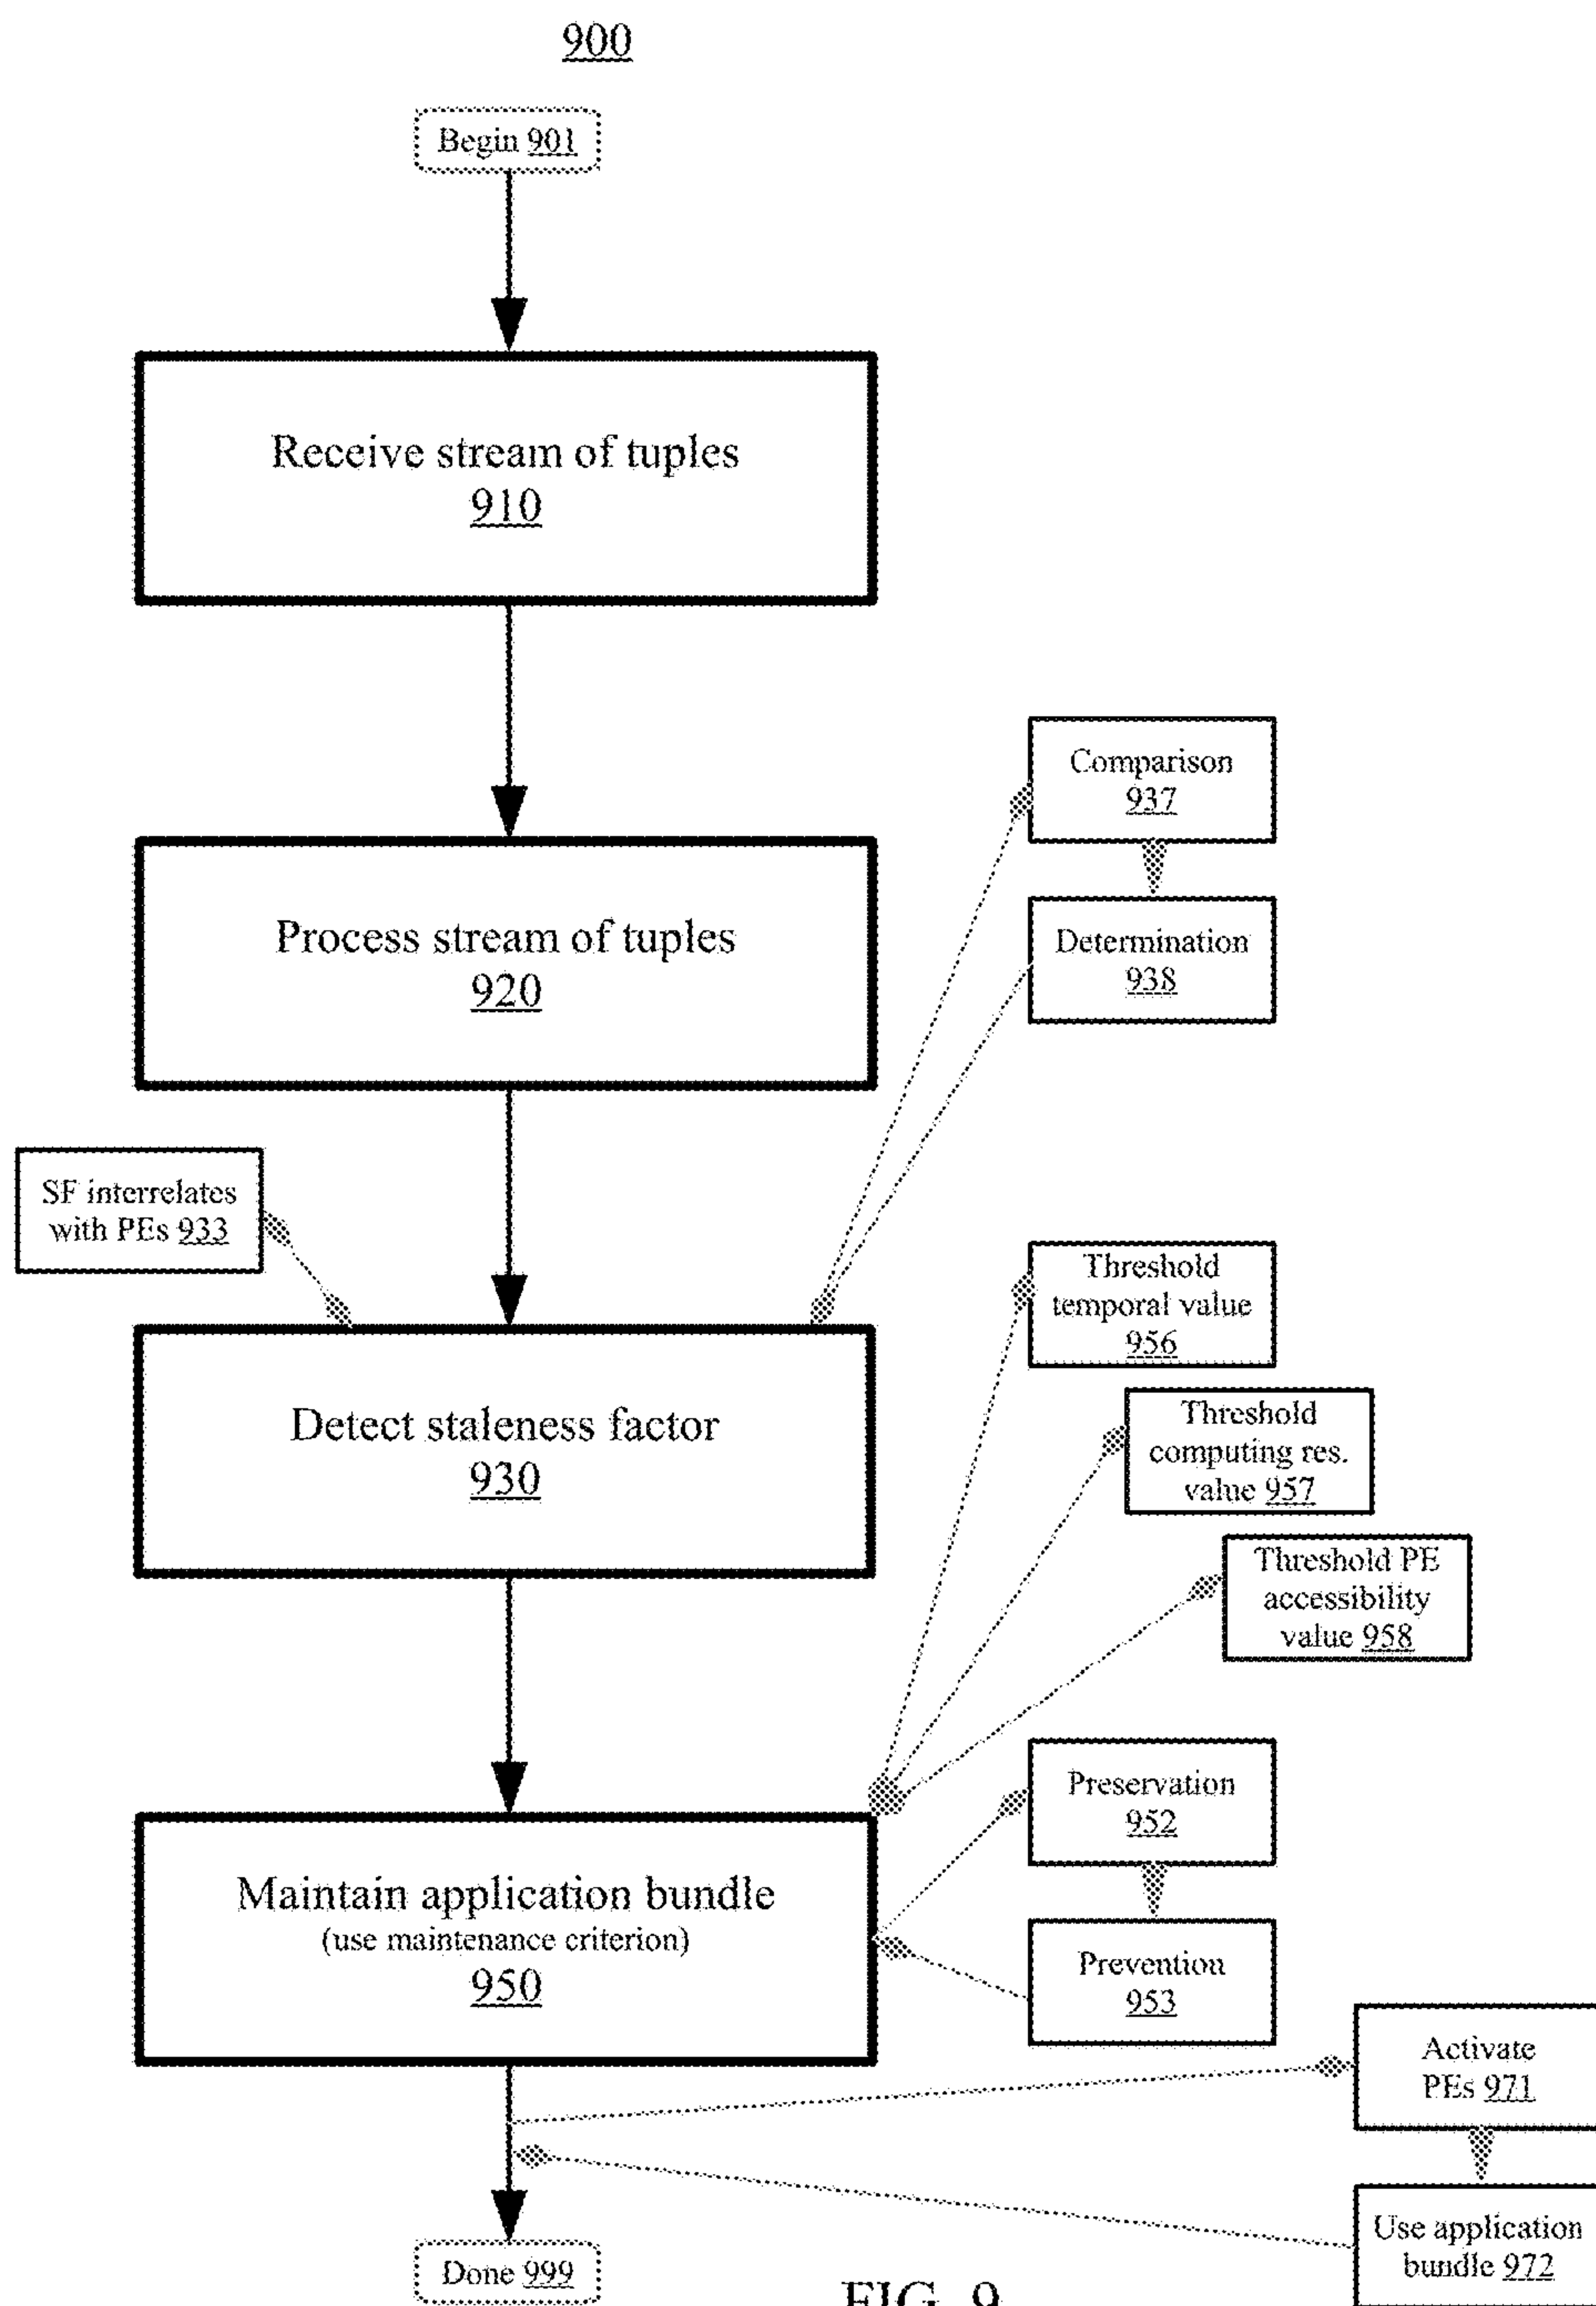 900
Begin 901
Receive stream of tuples
910
Comparison
937
Process stream of tuples
920
Determination
938
SF interrelates
with PEs 933
Threshold
temporal value
956
Detect staleness factor
930
Threshold
computing res.
value 957
Threshold PE
accessibility
value 958
Preservation
952
Maintain application bundle
(use maintenance criterion)
950
Prevention
953
Activate
PEs 971
Use application
bundle 972
Done 999
FIG. 9